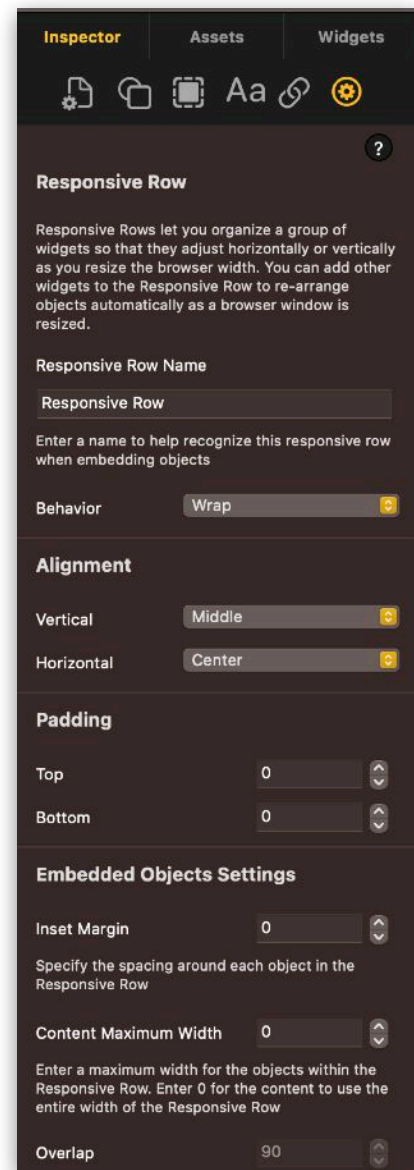 Inspector Assets Widgets
Aa
?
Responsive Row
Responsive Rows let you organize a group of
widgets so that they adjust horizontally or vertically
as you resize the browser width. You can add other
widgets to the Responsive Row to re-arrange
objects automatically as a browser window is
resized.
Responsive Row Name
Responsive Row
Enter a name to help recognize this responsive row
when embedding objects
Behavior Wrap
Alignment
Vertical Middle
Horizontal Center
Padding
Top 0
Bottom 0
Embedded Objects Settings
Inset Margin 0
Specify the spacing around each object in the
Responsive Row
Content Maximum Width 0
Enter a maximum width for the objects within the
Responsive Row. Enter 0 for the content to use the
entire width of the Responsive Row
Overlap 90